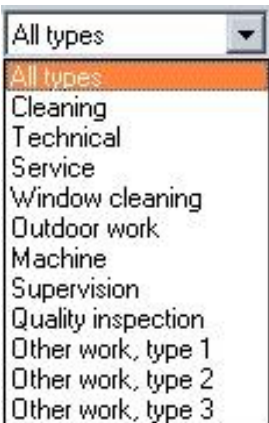 All types
All types
Cleaning
Technical
Service
Window cleaning
Outdoor work
Machine
Supervision
Quality inspection
Other work, type 1
Other work, type 2
Other work, type 3